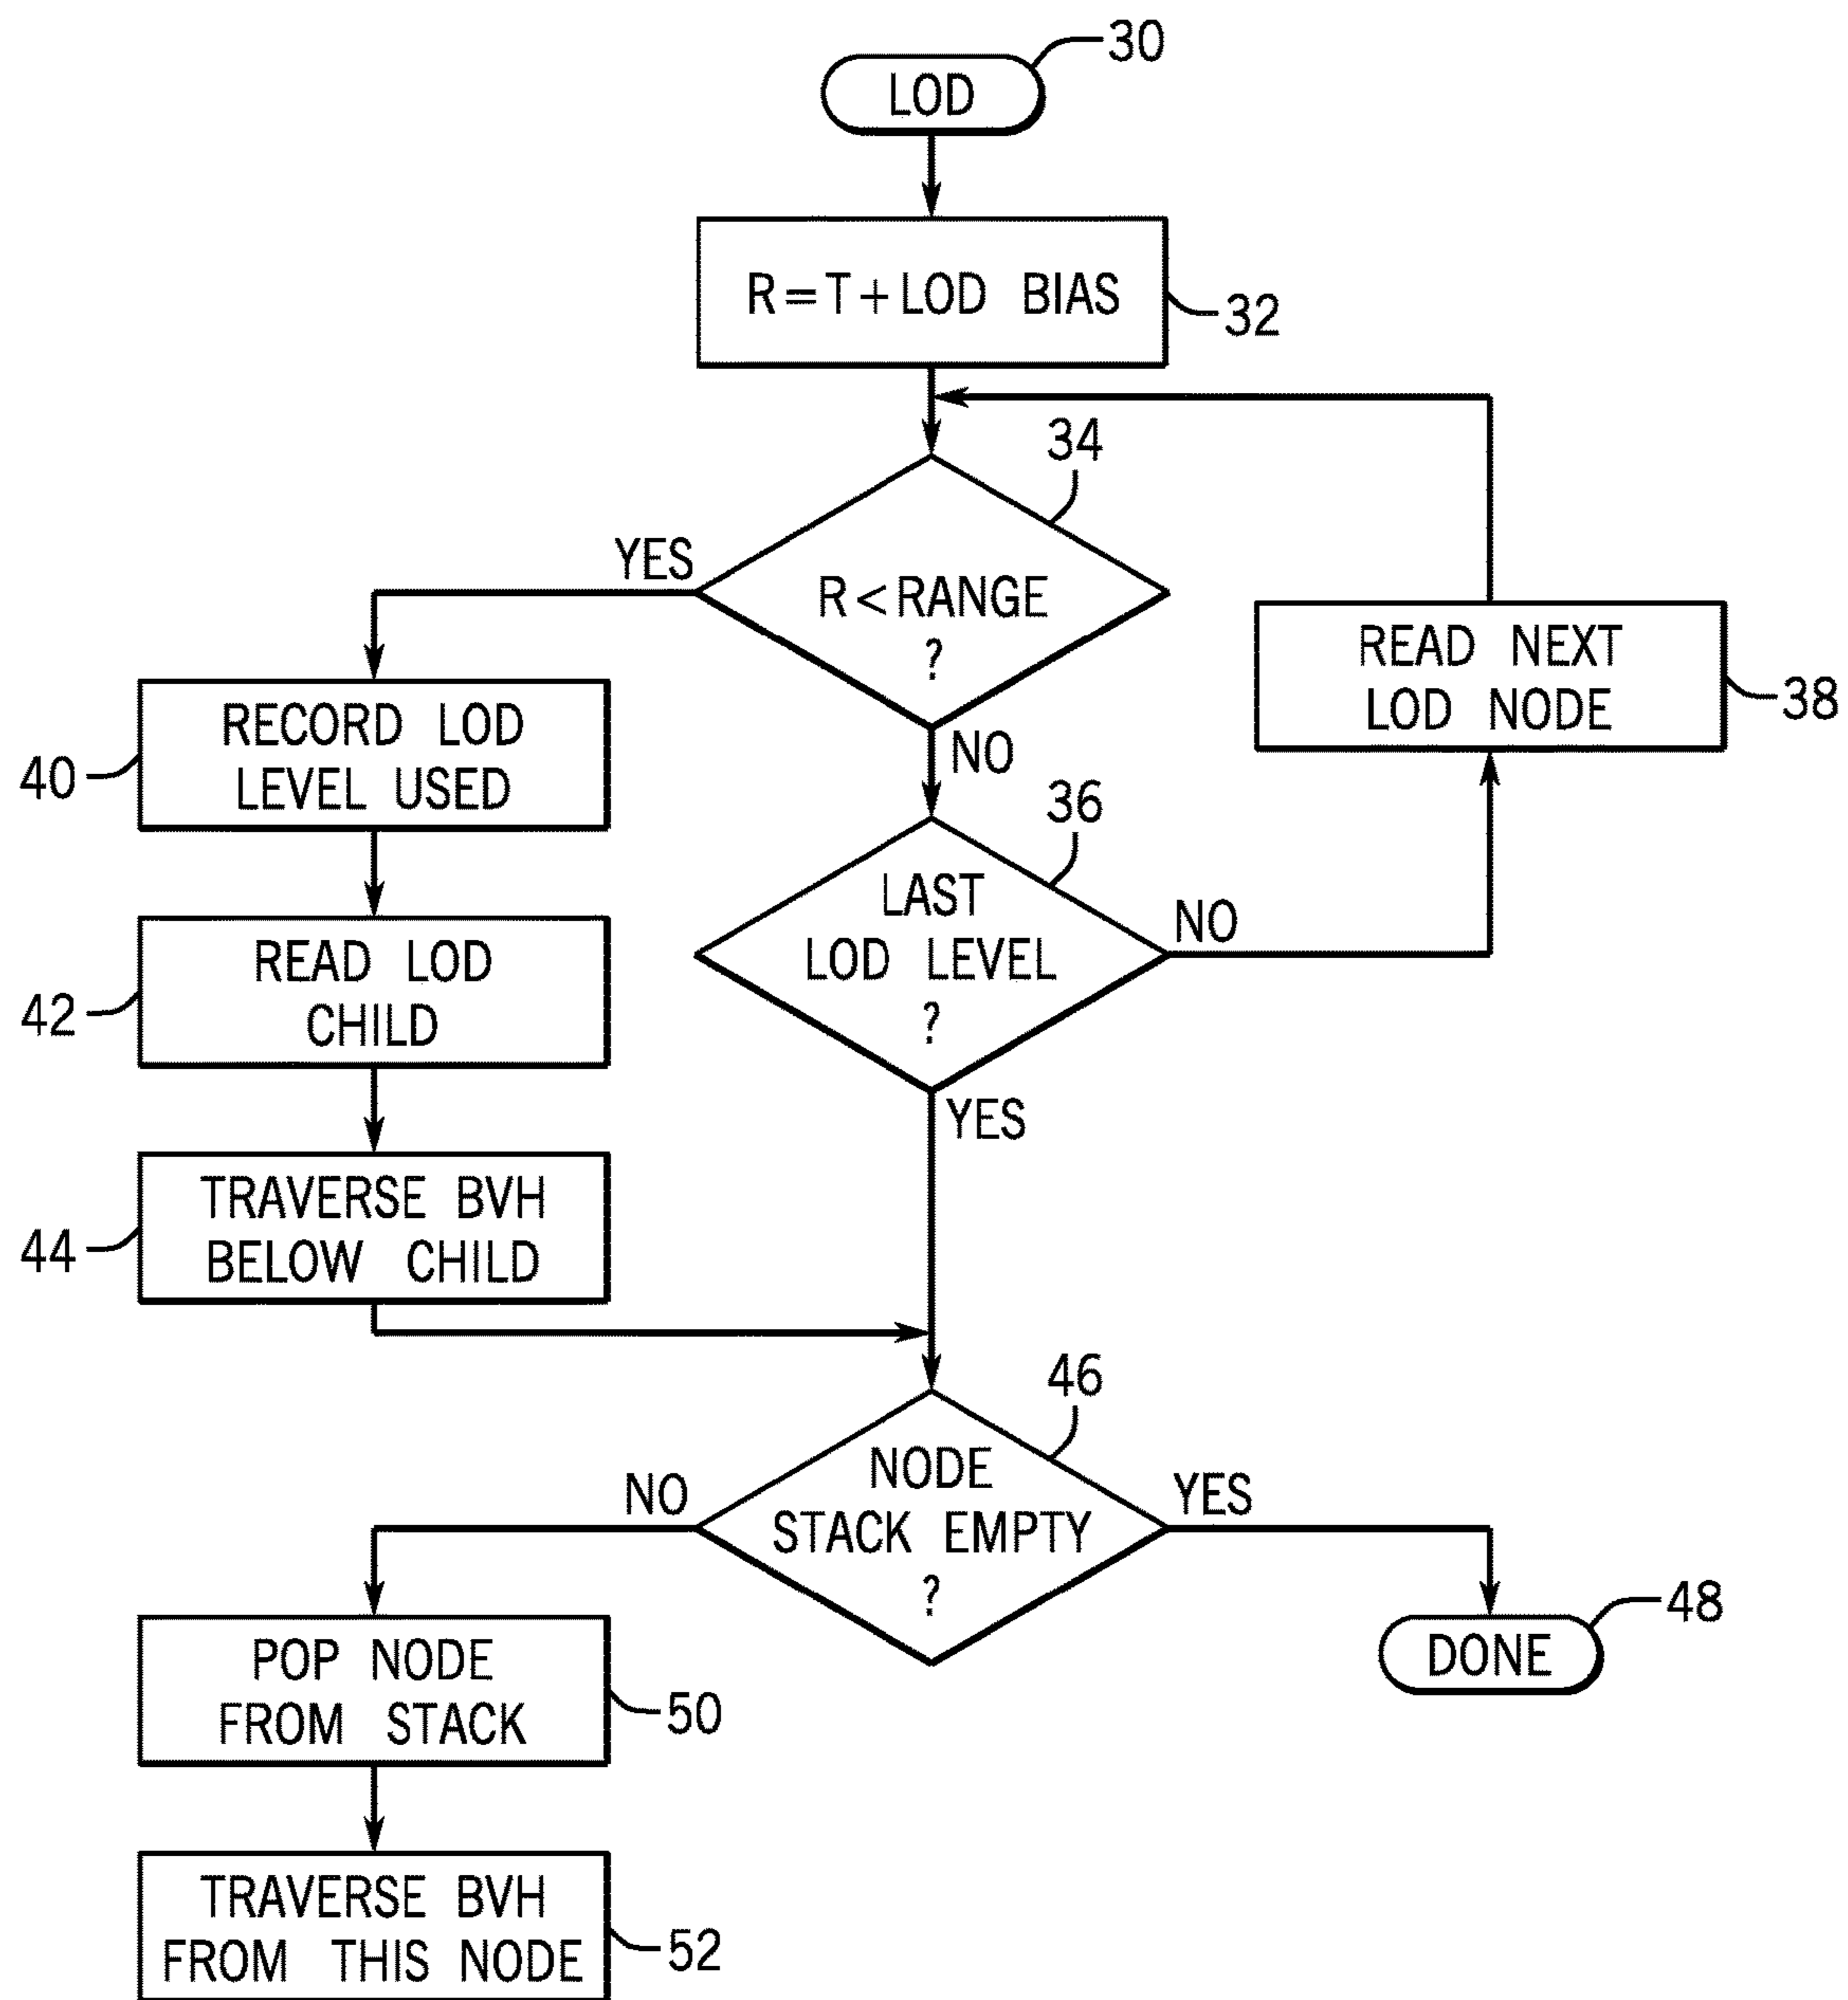 30
LOD
R=T+LOD BIAS
32
34
YES
R<RANGE
?
NO
READ NEXT
LOD NODE
38
RECORD LOD
LEVEL USED
40
36
LAST
LOD LEVEL
?
NO
YES
READ LOD
CHILD
42
TRAVERSE BVH
BELOW CHILD
44
46
NODE
STACK EMPTY
?
NO
YES
48
DONE
POP NODE
FROM STACK
50
TRAVERSE BVH
FROM THIS NODE
52